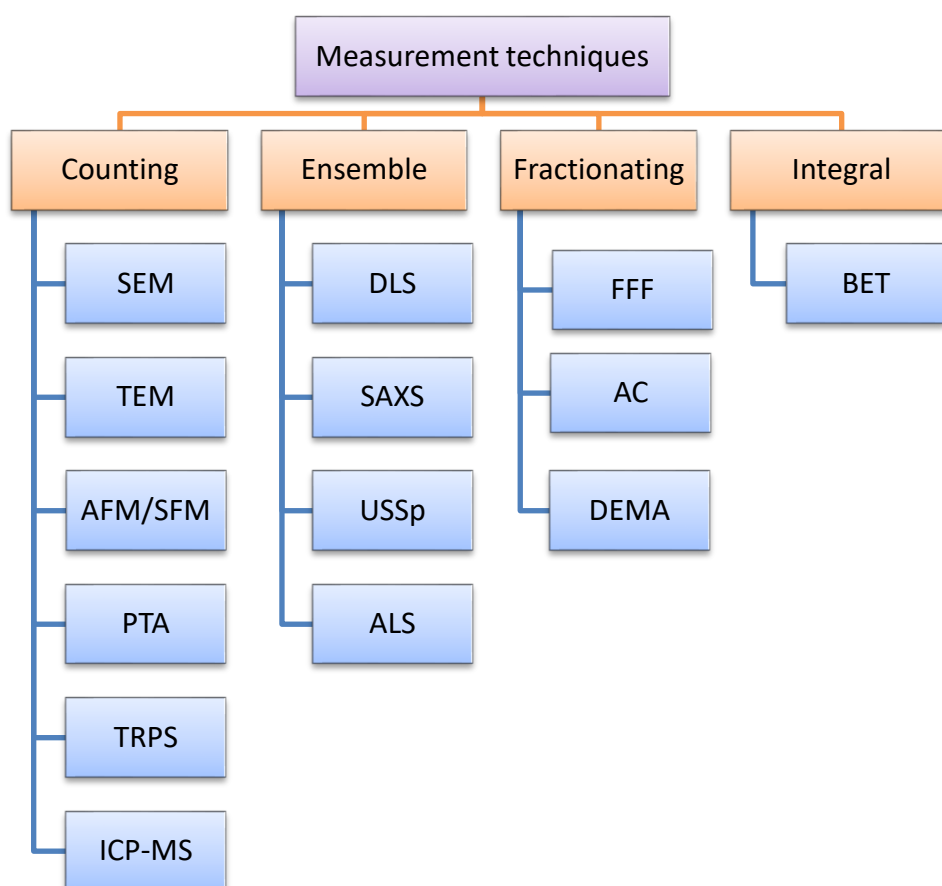 Measurement techniques
Counting
Ensemble
Fractionating
Integral
SEM
TEM
AFM/SFM
PTA
TRPS
ICP-MS
DLS
SAXS
USSp
ALS
FFF
AC
DEMA
BET